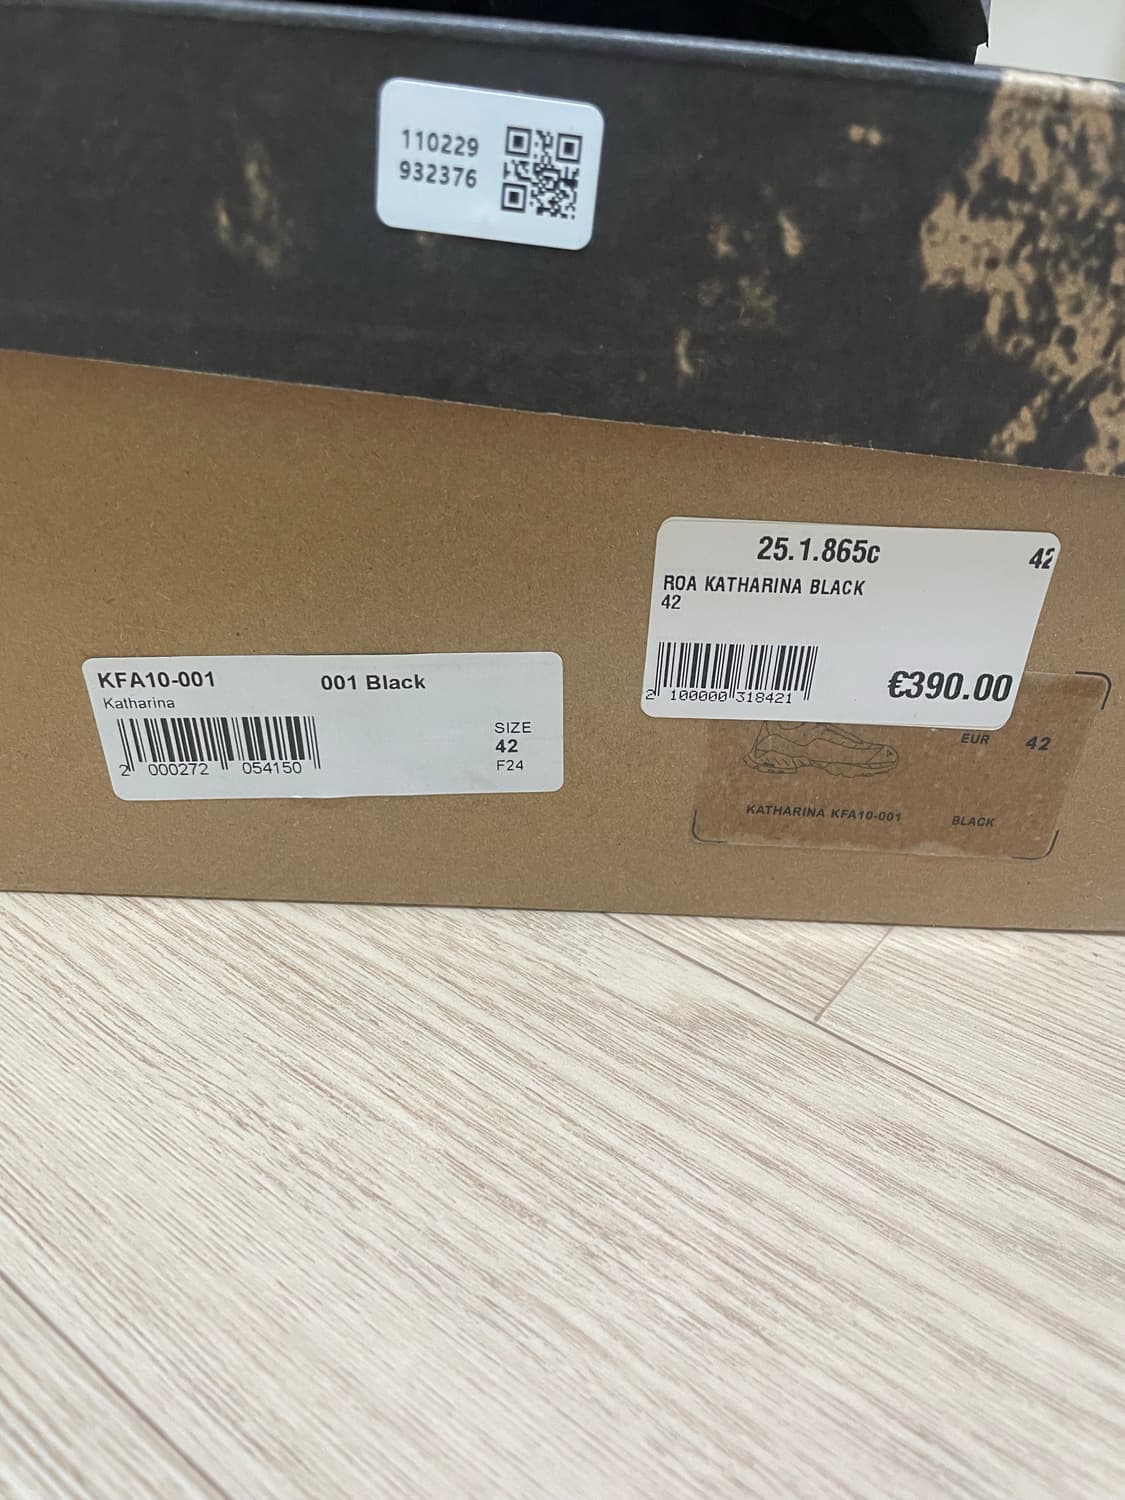 110229
932376
25.1.865c 42
ROA KATHARINA BLACK
42
2 100000 318421
€390.00
KFA10-001 001 Black
Katharina
SIZE
42
F24
2 000272 054150
EUR 42
KATHARINA KFA10-001 BLACK